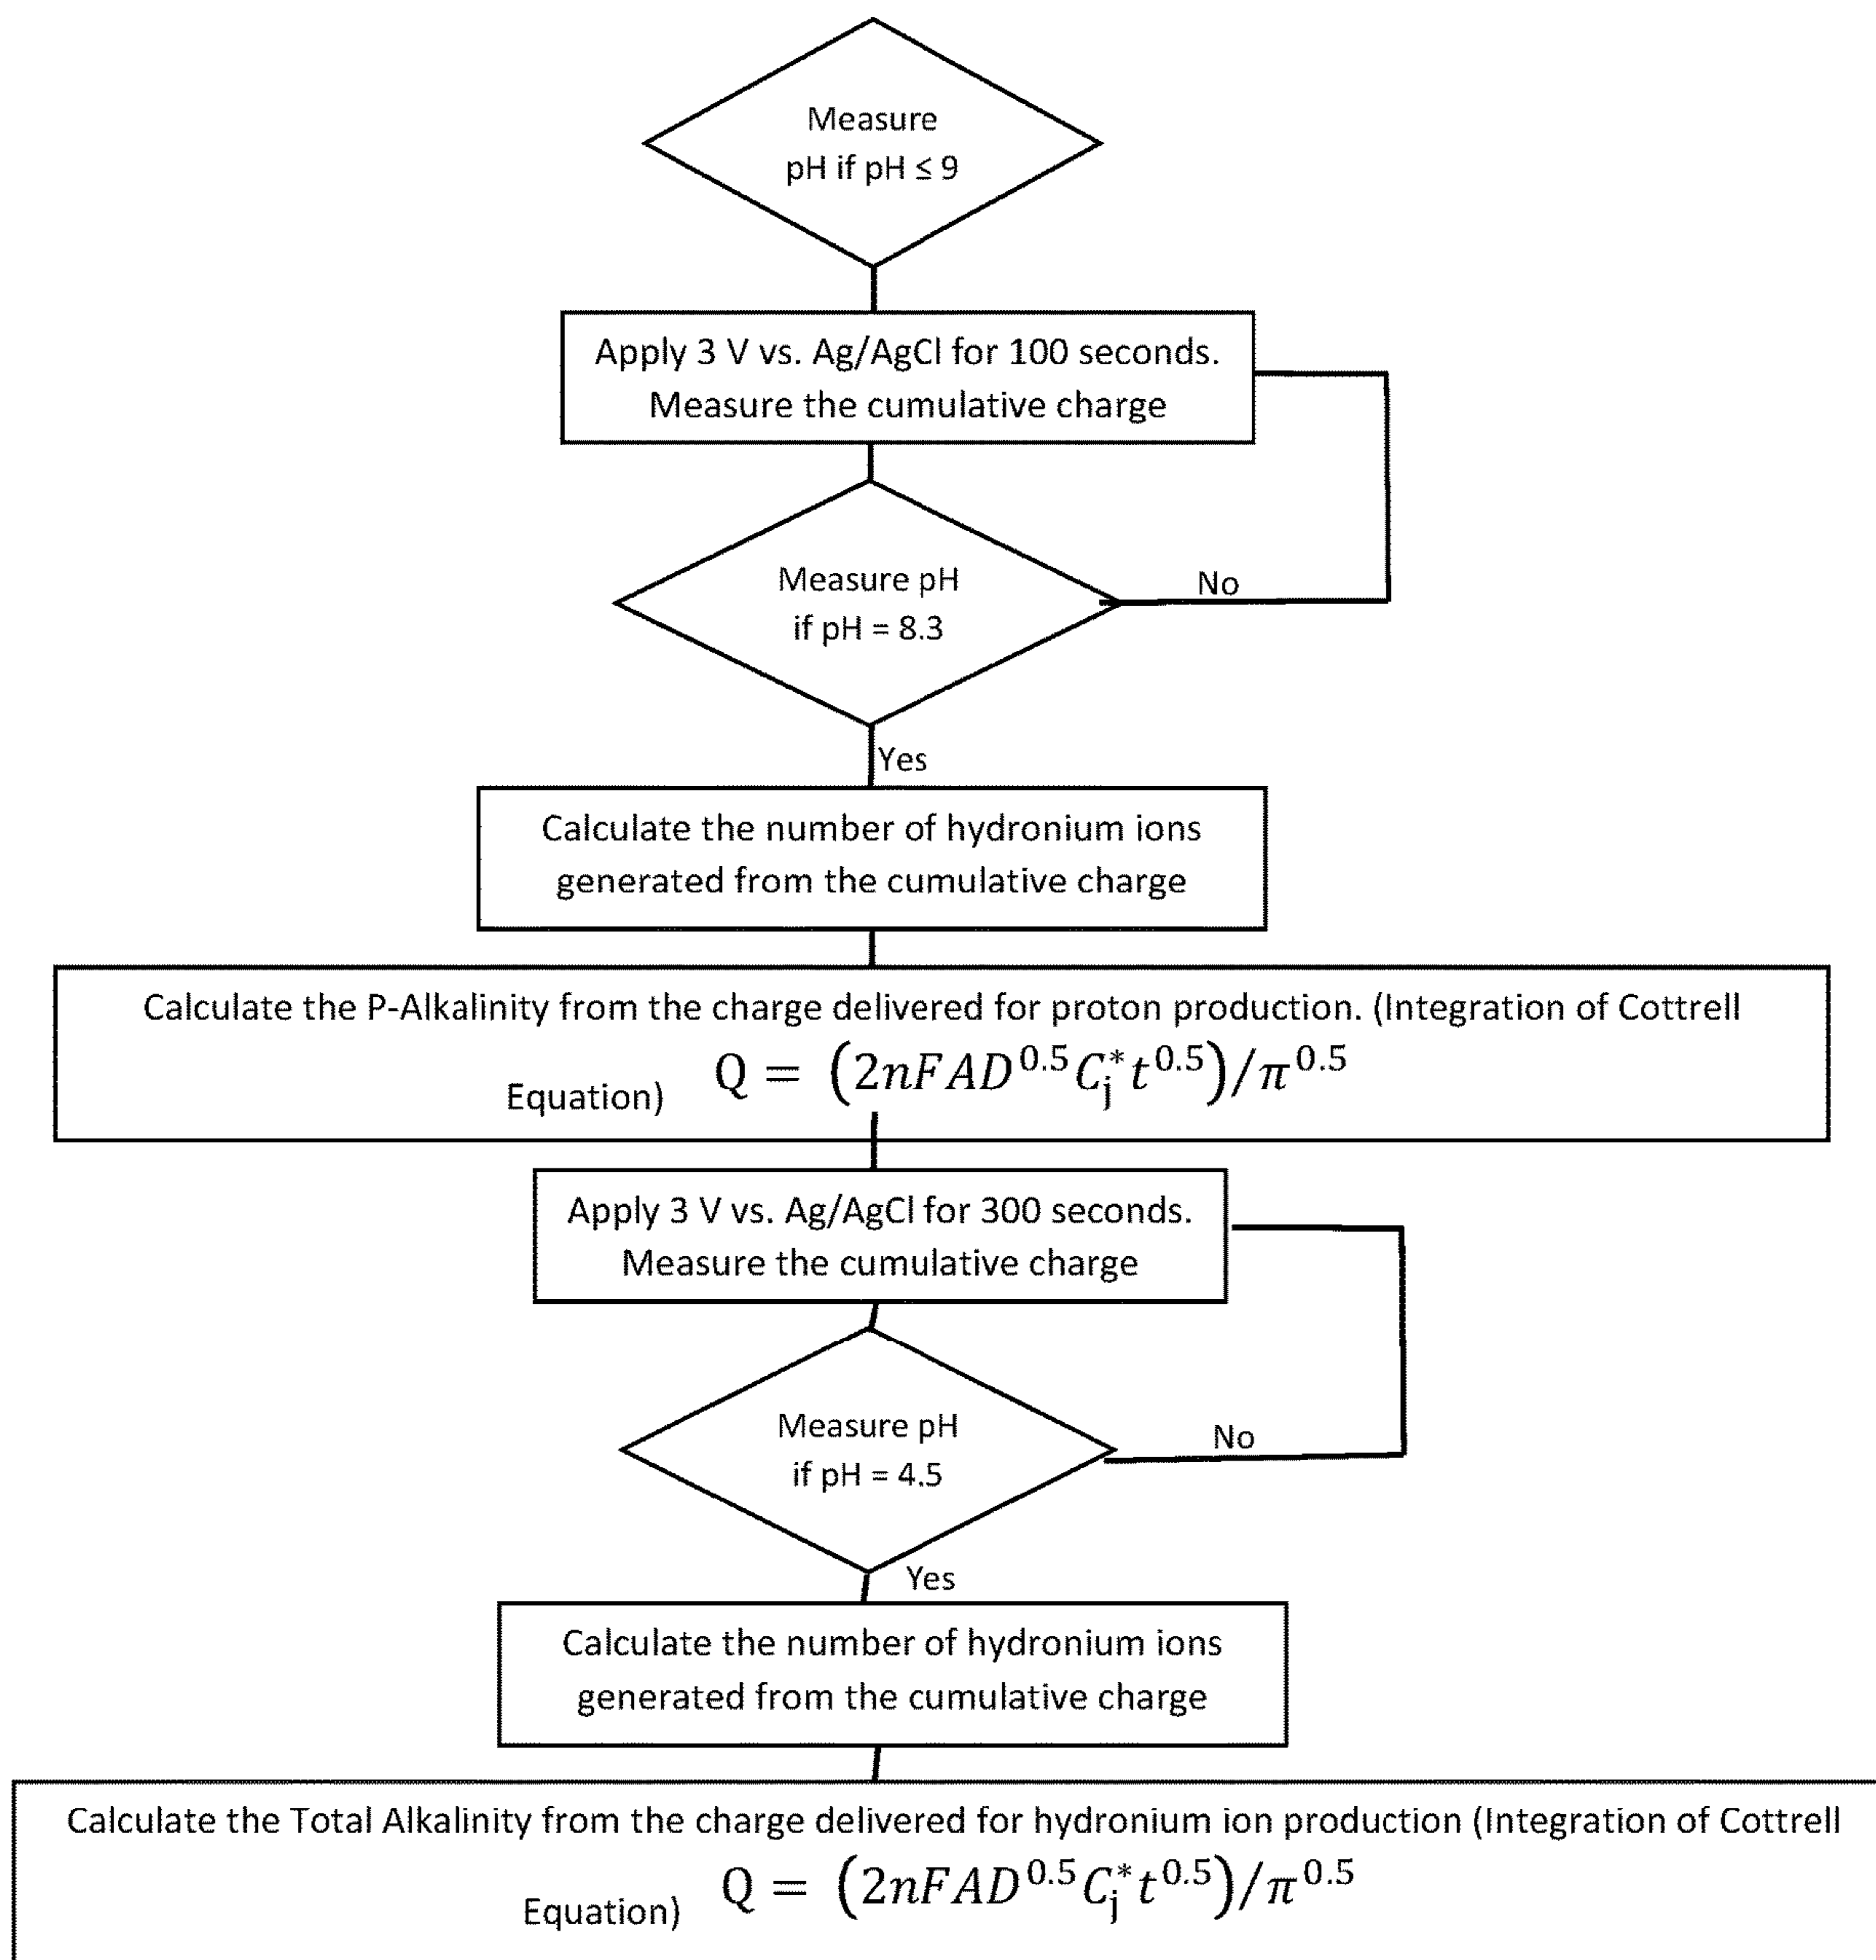 Measure
pH if pH ≤ 9
Apply 3 V vs. Ag/AgCl for 100 seconds.
Measure the cumulative charge
Measure pH
if pH = 8.3
No
Yes
Calculate the number of hydronium ions
generated from the cumulative charge
Calculate the P-Alkalinity from the charge delivered for proton production. (Integration of Cottrell
Equation) Q = (2nFAD^0.5 C_j^* t^0.5)/π^0.5
Apply 3 V vs. Ag/AgCl for 300 seconds.
Measure the cumulative charge
Measure pH
if pH = 4.5
No
Yes
Calculate the number of hydronium ions
generated from the cumulative charge
Calculate the Total Alkalinity from the charge delivered for hydronium ion production (Integration of Cottrell
Equation) Q = (2nFAD^0.5 C_j^* t^0.5)/π^0.5